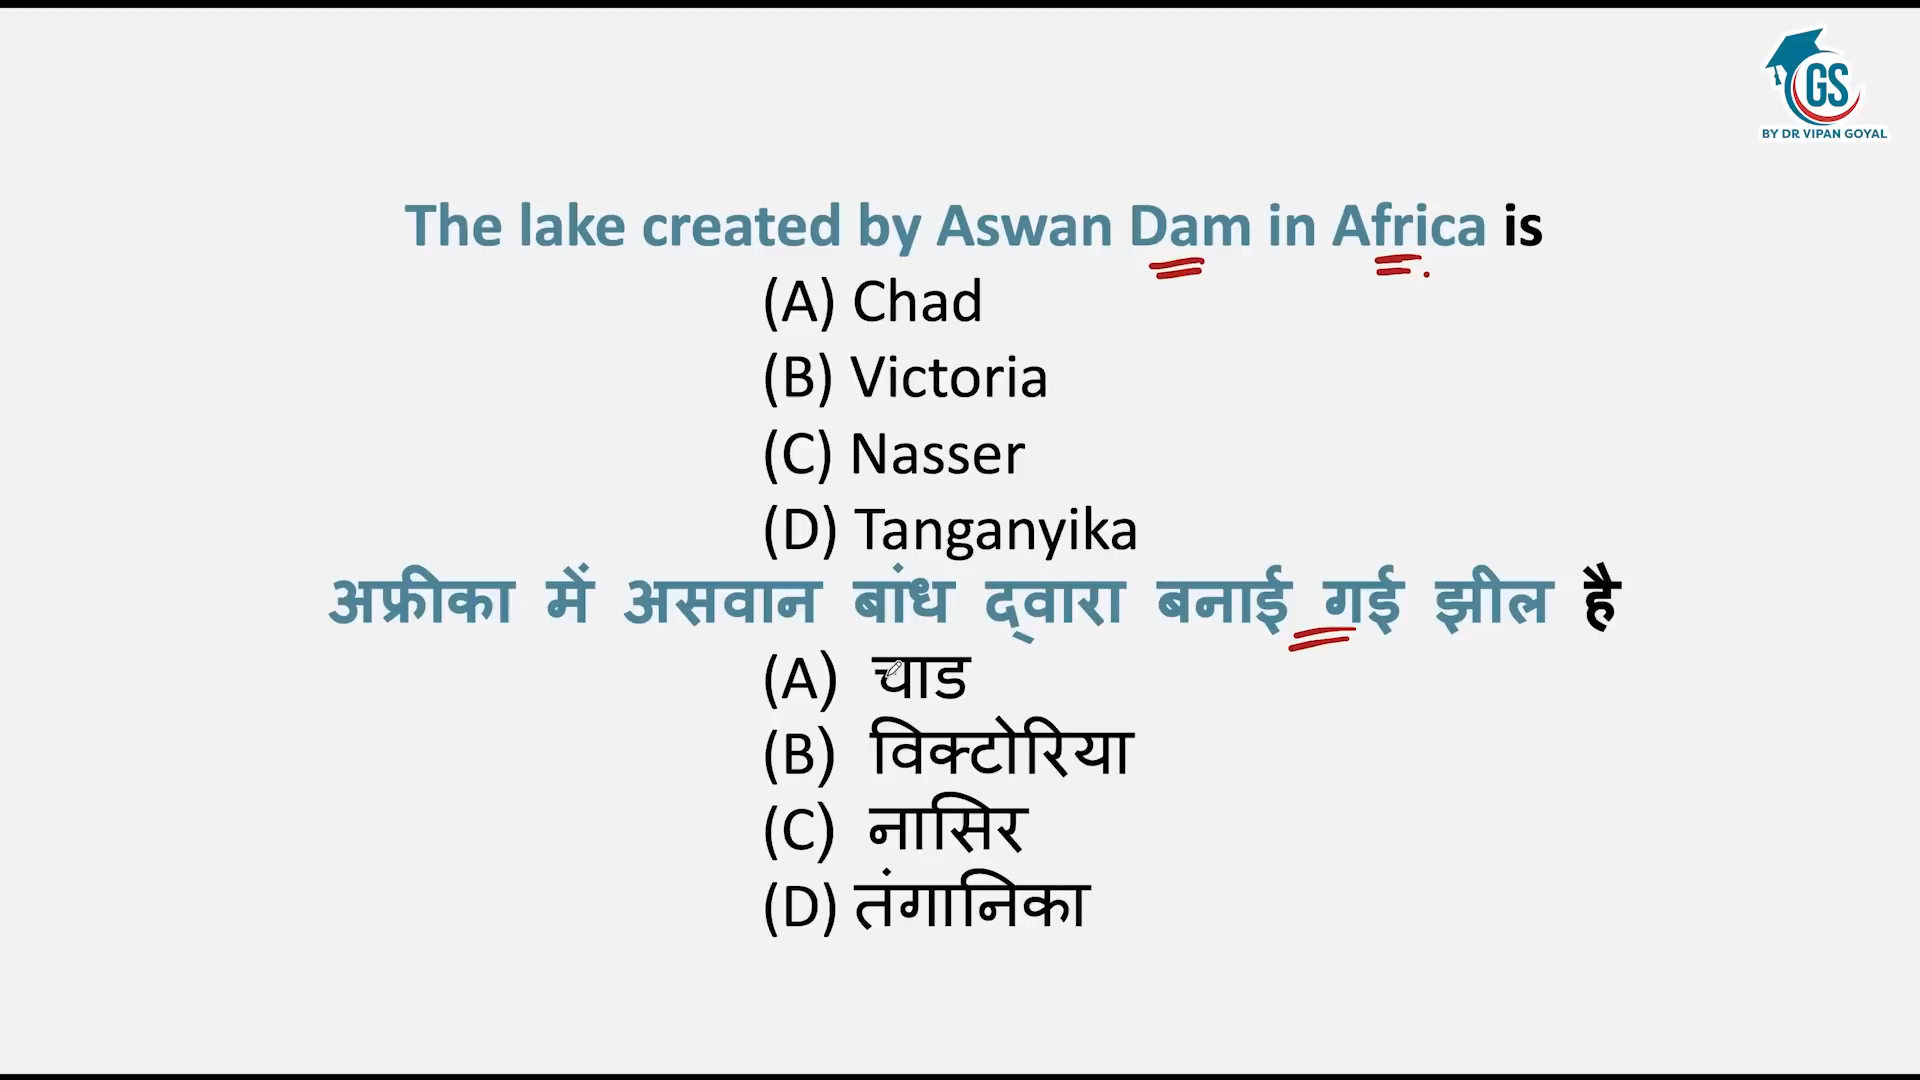 GS
BY DR VIPAN GOYAL
The lake created by Aswan Dam in Africa is
(A) Chad
(B) Victoria
(C) Nasser
(D) Tanganyika
अफ्रीका में असवान बांध द्वारा बनाई गई झील है
(A) चाड
(B) विक्टोरिया
(C) नासिर
(D) तंगानिका